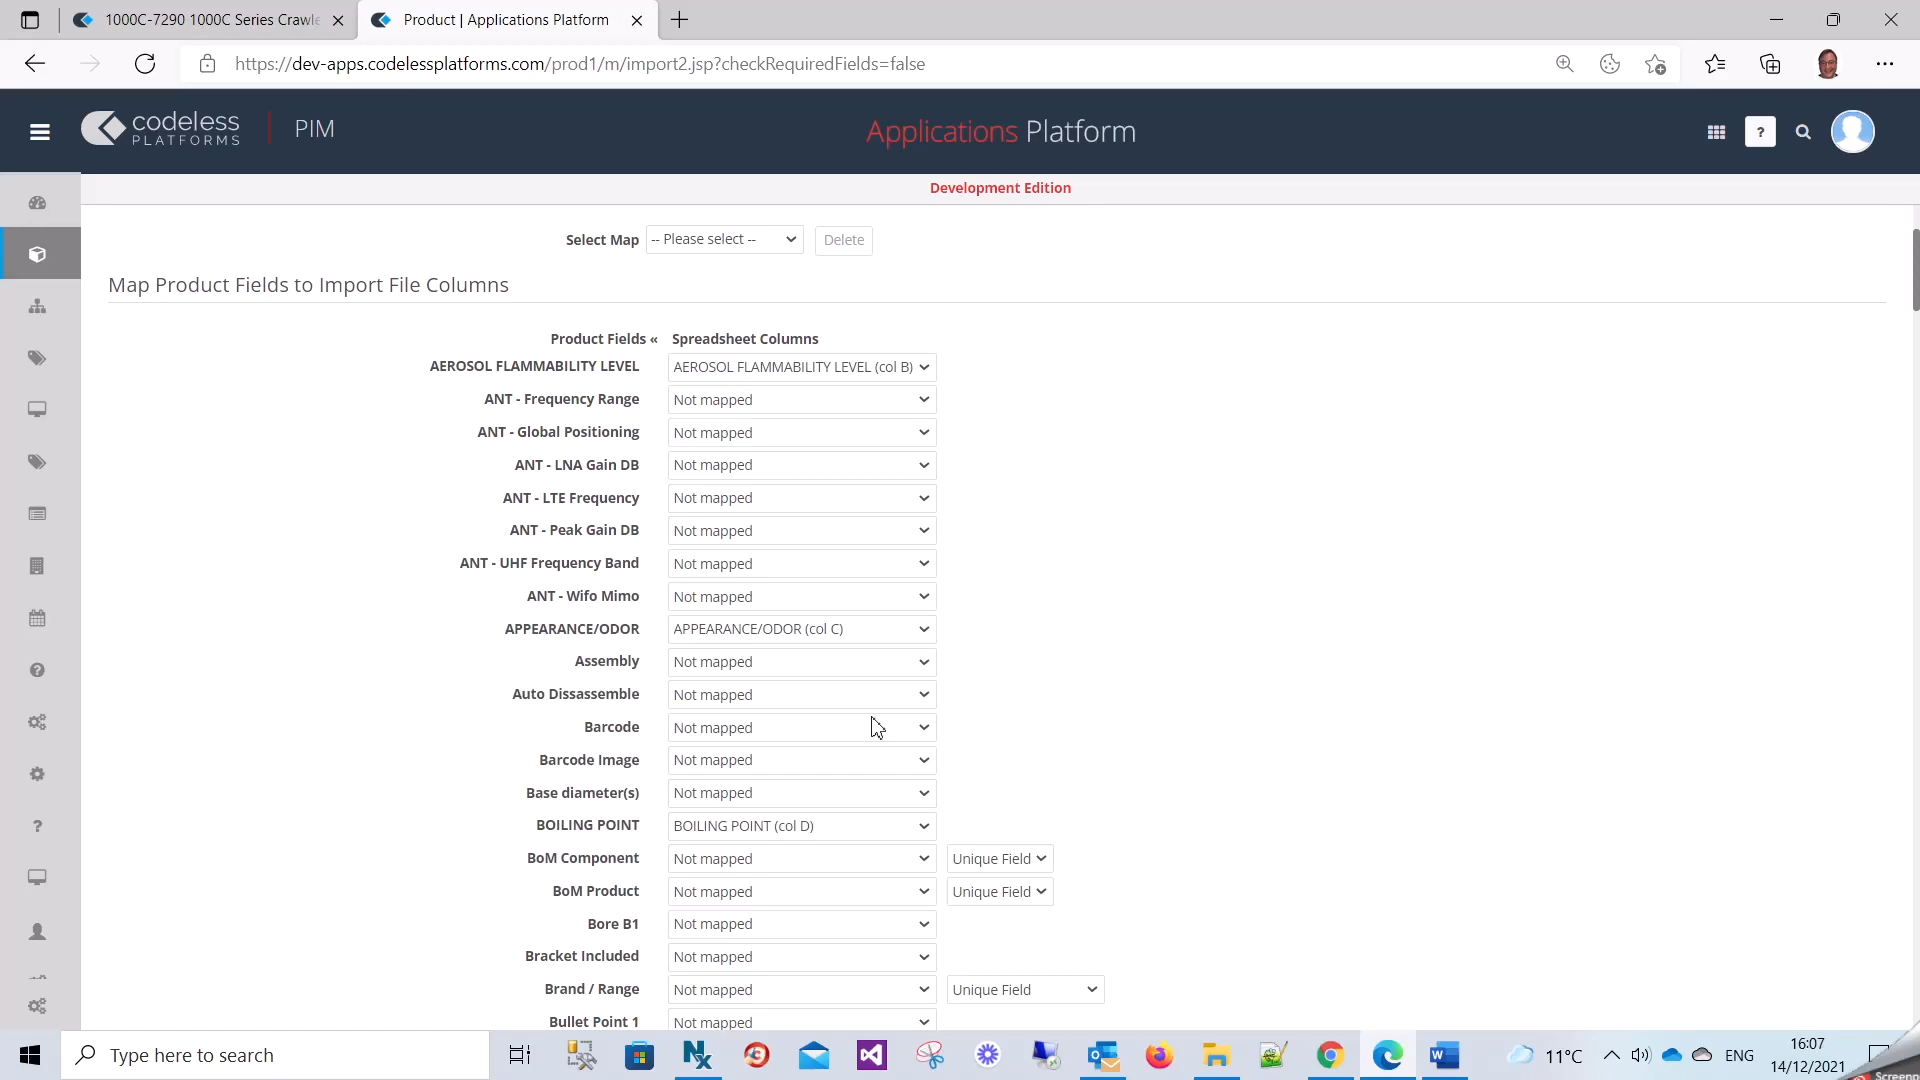 1000C-7290 1000C Series Crawle
Product | Applications Platform
https://dev-apps.codelessplatforms.com/prod1/m/import2.jsp?checkRequiredFields=false
codeless
PLATFORMS
PIM
Applications Platform
?
Development Edition
Select Map -- Please select -- Delete
Map Product Fields to Import File Columns
Product Fields « Spreadsheet Columns
AEROSOL FLAMMABILITY LEVEL AEROSOL FLAMMABILITY LEVEL (col B)
ANT - Frequency Range Not mapped
ANT - Global Positioning Not mapped
ANT - LNA Gain DB Not mapped
ANT - LTE Frequency Not mapped
ANT - Peak Gain DB Not mapped
ANT - UHF Frequency Band Not mapped
ANT - Wifo Mimo Not mapped
APPEARANCE/ODOR APPEARANCE/ODOR (col C)
Assembly Not mapped
Auto Dissassemble Not mapped
Barcode Not mapped
Barcode Image Not mapped
Base diameter(s) Not mapped
BOILING POINT BOILING POINT (col D)
BoM Component Not mapped Unique Field
BoM Product Not mapped Unique Field
Bore B1 Not mapped
Bracket Included Not mapped
Brand / Range Not mapped Unique Field
Bullet Point 1 Not mapped
Type here to search
11°C
ENG
16:07
14/12/2021